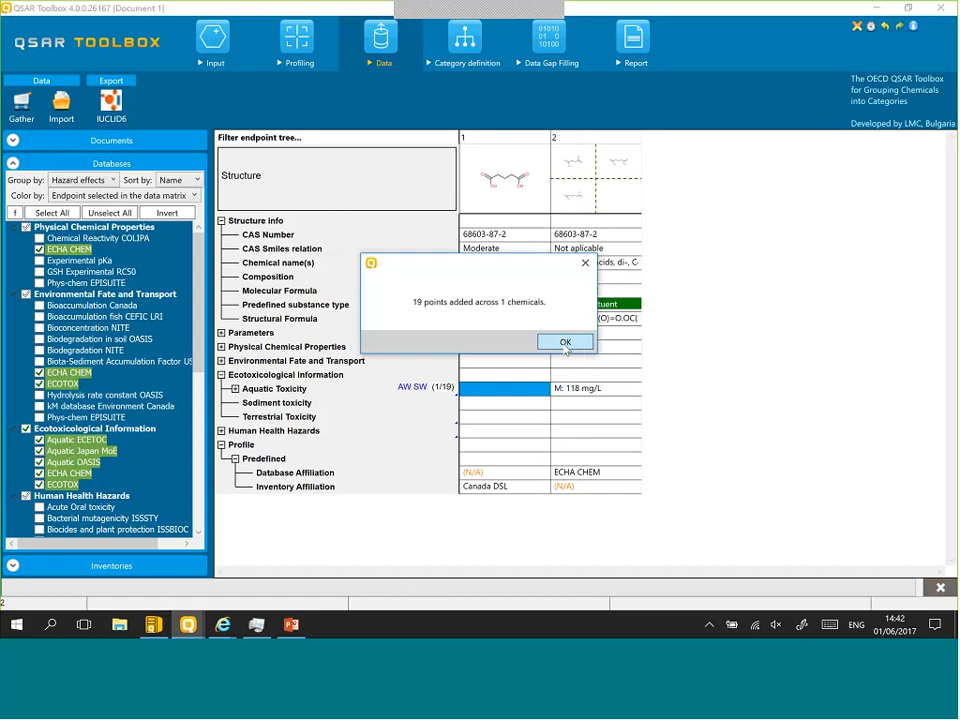 QSAR Toolbox 4.0.0.26167 [Document 1]
QSAR TOOLBOX
Input
Profiling
Data
Category definition
01010
01 0
10100
Data Gap Filling
Report
Data
Export
Gather
Import
IUCLID6
The OECD QSAR Toolbox
for Grouping Chemicals
into Categories
Developed by LMC, Bulgaria
Documents
Databases
Group by: Hazard effects Sort by: Name
Color by: Endpoint selected in the data matrix
f Select All Unselect All Invert
Physical Chemical Properties
Chemical Reactivity COLIPA
ECHA CHEM
Experimental pKa
GSH Experimental RC50
Phys-chem EPISUITE
Environmental Fate and Transport
Bioaccumulation Canada
Bioaccumulation fish CEFIC LRI
Bioconcentration NITE
Biodegradation in soil OASIS
Biodegradation NITE
Biota-Sediment Accumulation Factor US
ECHA CHEM
ECOTOX
Hydrolysis rate constant OASIS
kM database Environment Canada
Phys-chem EPISUITE
Ecotoxicological Information
Aquatic ECETOC
Aquatic Japan MoE
Aquatic OASIS
ECHA CHEM
ECOTOX
Human Health Hazards
Acute Oral toxicity
Bacterial mutagenicity ISSSTY
Biocides and plant protection ISSBIOC
Inventories
Filter endpoint tree... 1 2
Structure
Structure info
CAS Number 68603-87-2 68603-87-2
CAS Smiles relation Moderate Not aplicable
Chemical name(s) acids, di-, C-
Composition
Molecular Formula
Predefined substance type tuent
Structural Formula (O)=O.OC(
Parameters
Physical Chemical Properties
Environmental Fate and Transport
Ecotoxicological Information
Aquatic Toxicity AW SW (1/19) M: 118 mg/L
Sediment toxicity
Terrestrial Toxicity
Human Health Hazards
Profile
Predefined
Database Affiliation (N/A) ECHA CHEM
Inventory Affiliation Canada DSL (N/A)
19 points added across 1 chemicals.
OK
2
ENG
14:42
01/06/2017